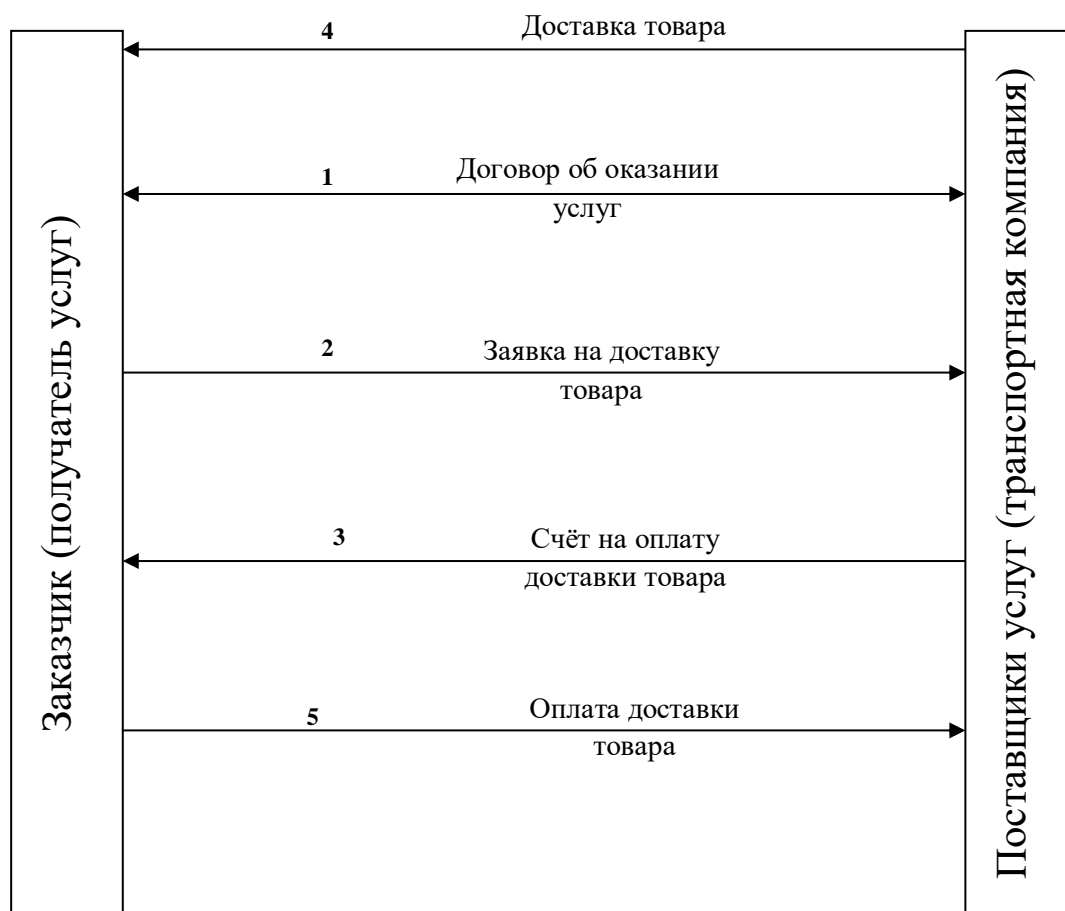 4 Доставка товара
1 Договор об оказании
услуг
2 Заявка на доставку
товара
3 Счёт на оплату
доставки товара
5 Оплата доставки
товара
Заказчик (получатель услуг)
Поставщики услуг (транспортная компания)